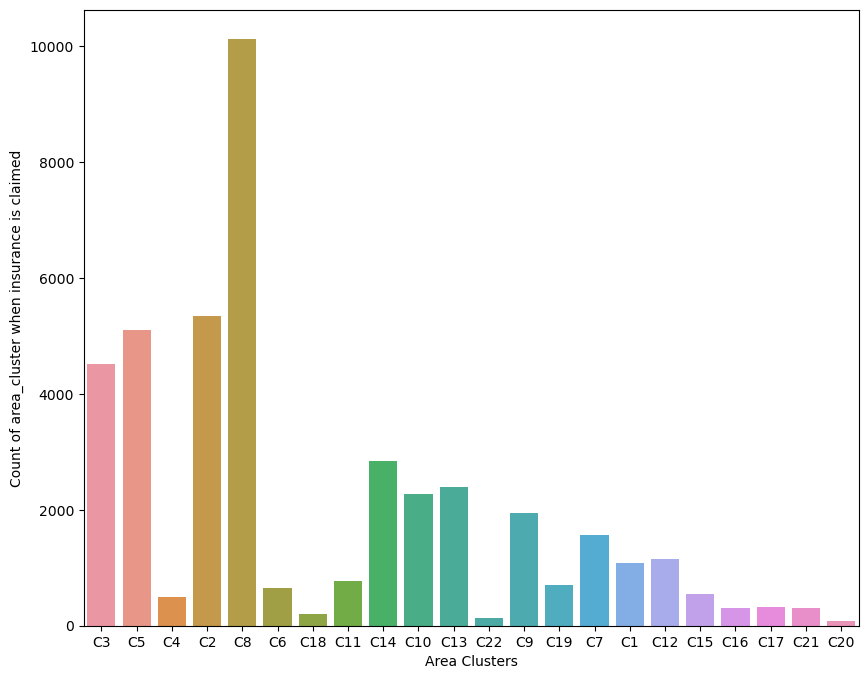 Count of area_cluster when insurance is claimed
10000
8000
6000
4000
2000
0
C3 C5 C4 C2 C8 C6 C18 C11 C14 C10 C13 C22 C9 C19 C7 C1 C12 C15 C16 C17 C21 C20
Area Clusters